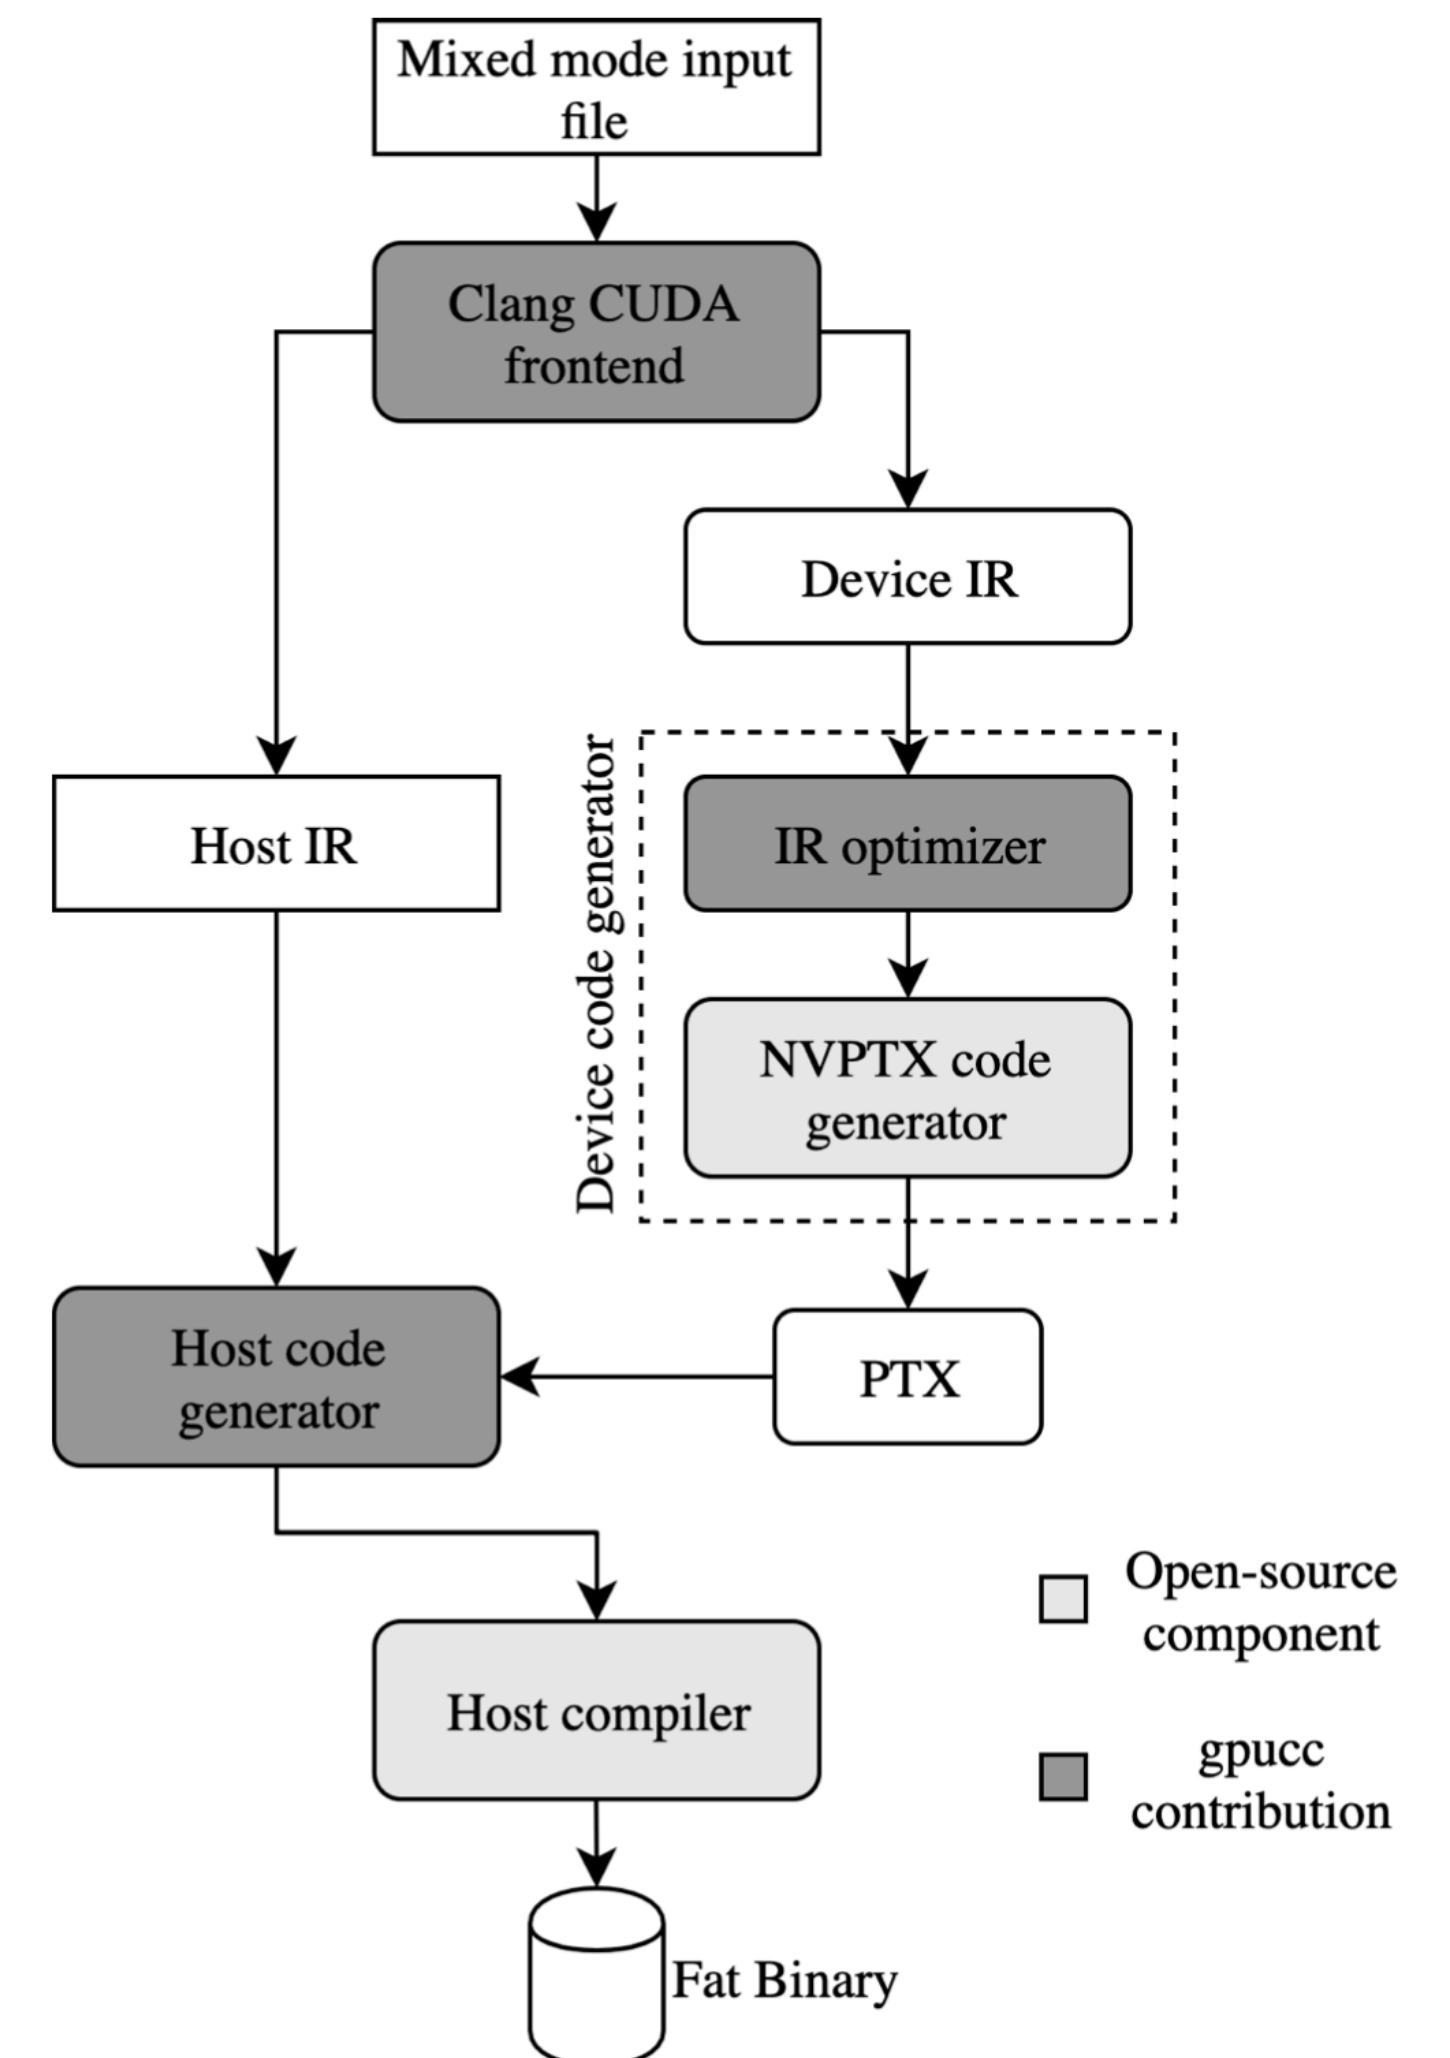 Mixed mode input
file
Clang CUDA
frontend
Device IR
Host IR
Device code generator
IR optimizer
NVPTX code
generator
Host code
generator
PTX
Open-source
component
Host compiler
gpucc
contribution
Fat Binary